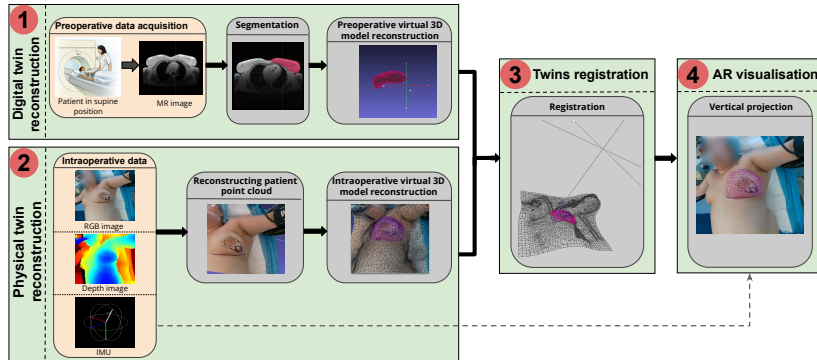 1
Digital twin
reconstruction
Preoperative data acquisition
Patient in supine
position
MR image
Segmentation
Preoperative virtual 3D
model reconstruction
2
Physical twin
reconstruction
Intraoperative data
RGB image
Depth image
IMU
Reconstructing patient
point cloud
Intraoperative virtual 3D
model reconstruction
3 Twins registration
Registration
4 AR visualisation
Vertical projection